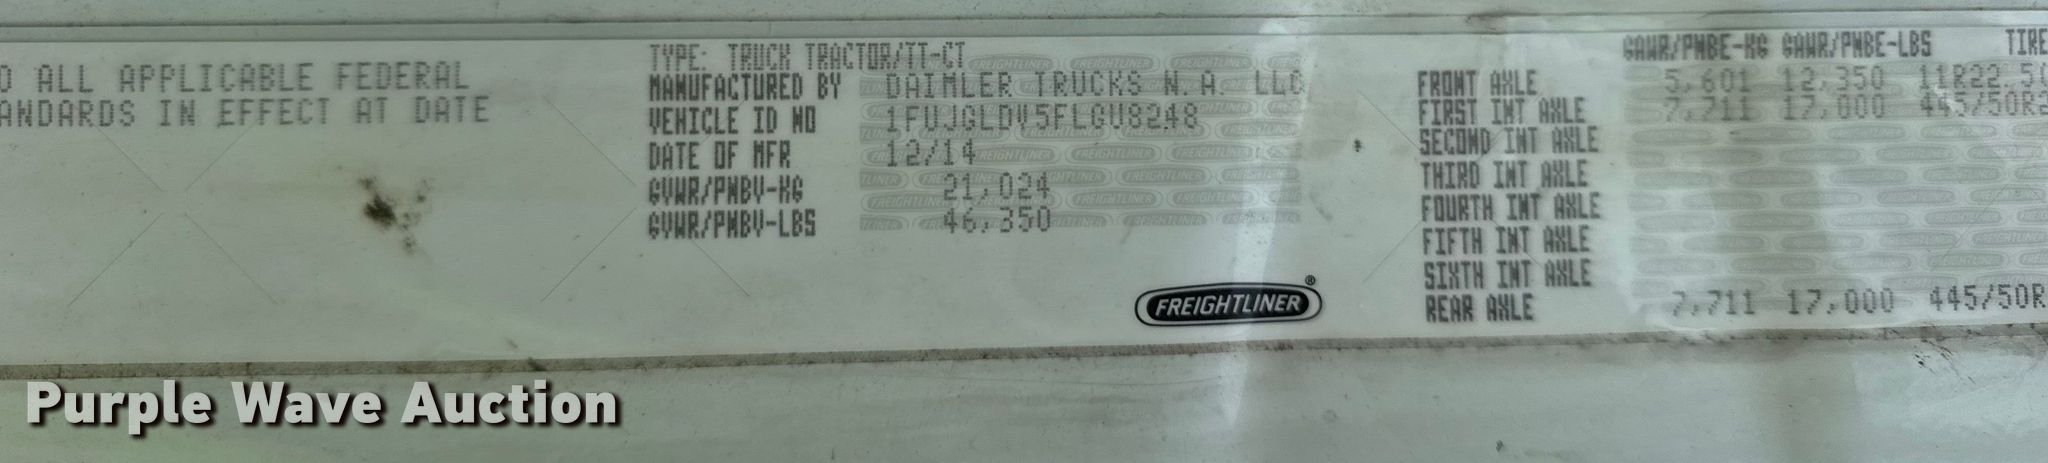 O ALL APPLICABLE FEDERAL
ANDARDS IN EFFECT AT DATE
TYPE: TRUCK TRACTOR/TT-CT
MANUFACTURED BY DAIMLER TRUCKS N.A. LLC
VEHICLE ID NO 1FUJGLDV5FLGU8248
DATE OF MFR 12/14
GVWR/PNBV-KG 21,024
GVWR/PNBV-LBS 46,350
FREIGHTLINER®
GAWR/PNBE-KG GAWR/PNBE-LBS TIRE
FRONT AXLE 5,601 12,350 11R22.5(
FIRST INT AXLE 7,711 17,000 445/50R2
SECOND INT AXLE
THIRD INT AXLE
FOURTH INT AXLE
FIFTH INT AXLE
SIXTH INT AXLE
REAR AXLE 7,711 17,000 445/50R
Purple Wave Auction